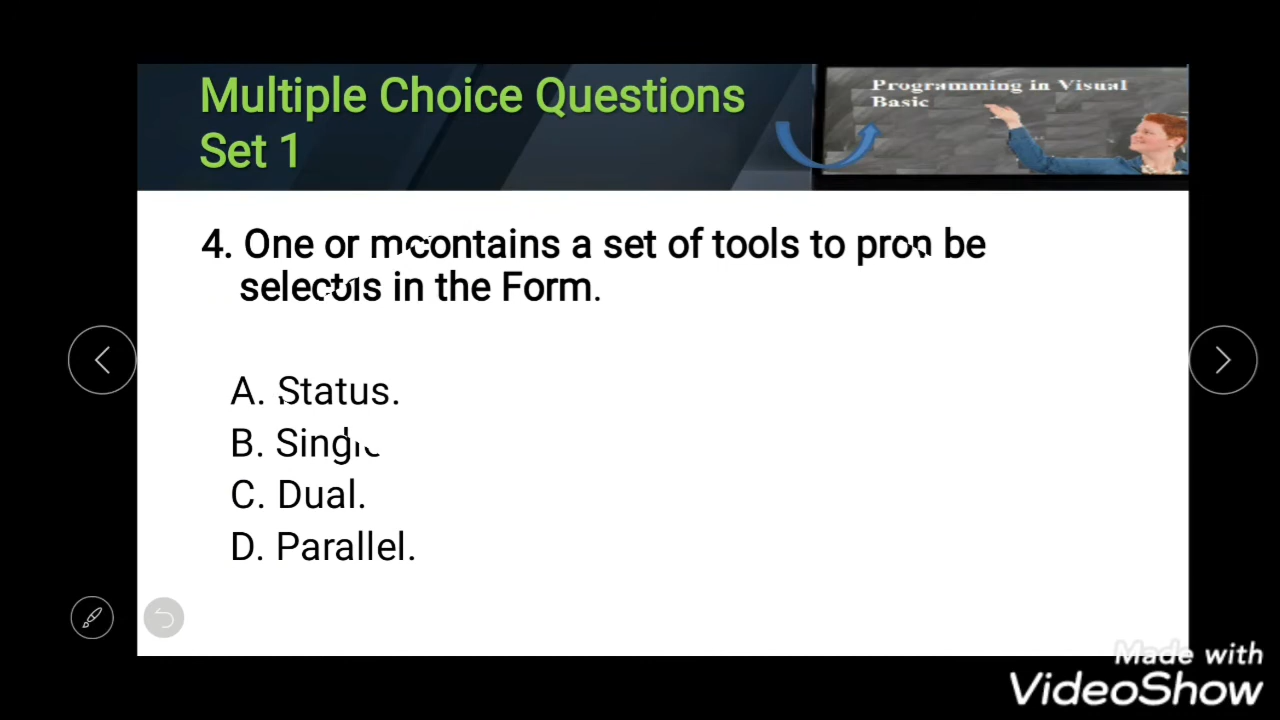 Multiple Choice Questions
Set 1
Programming in Visual
Basic
4. One or contains a set of tools to be
in the Form.
A. Status.
B.
C. Dual.
D. Parallel.
Made with
VideoShow